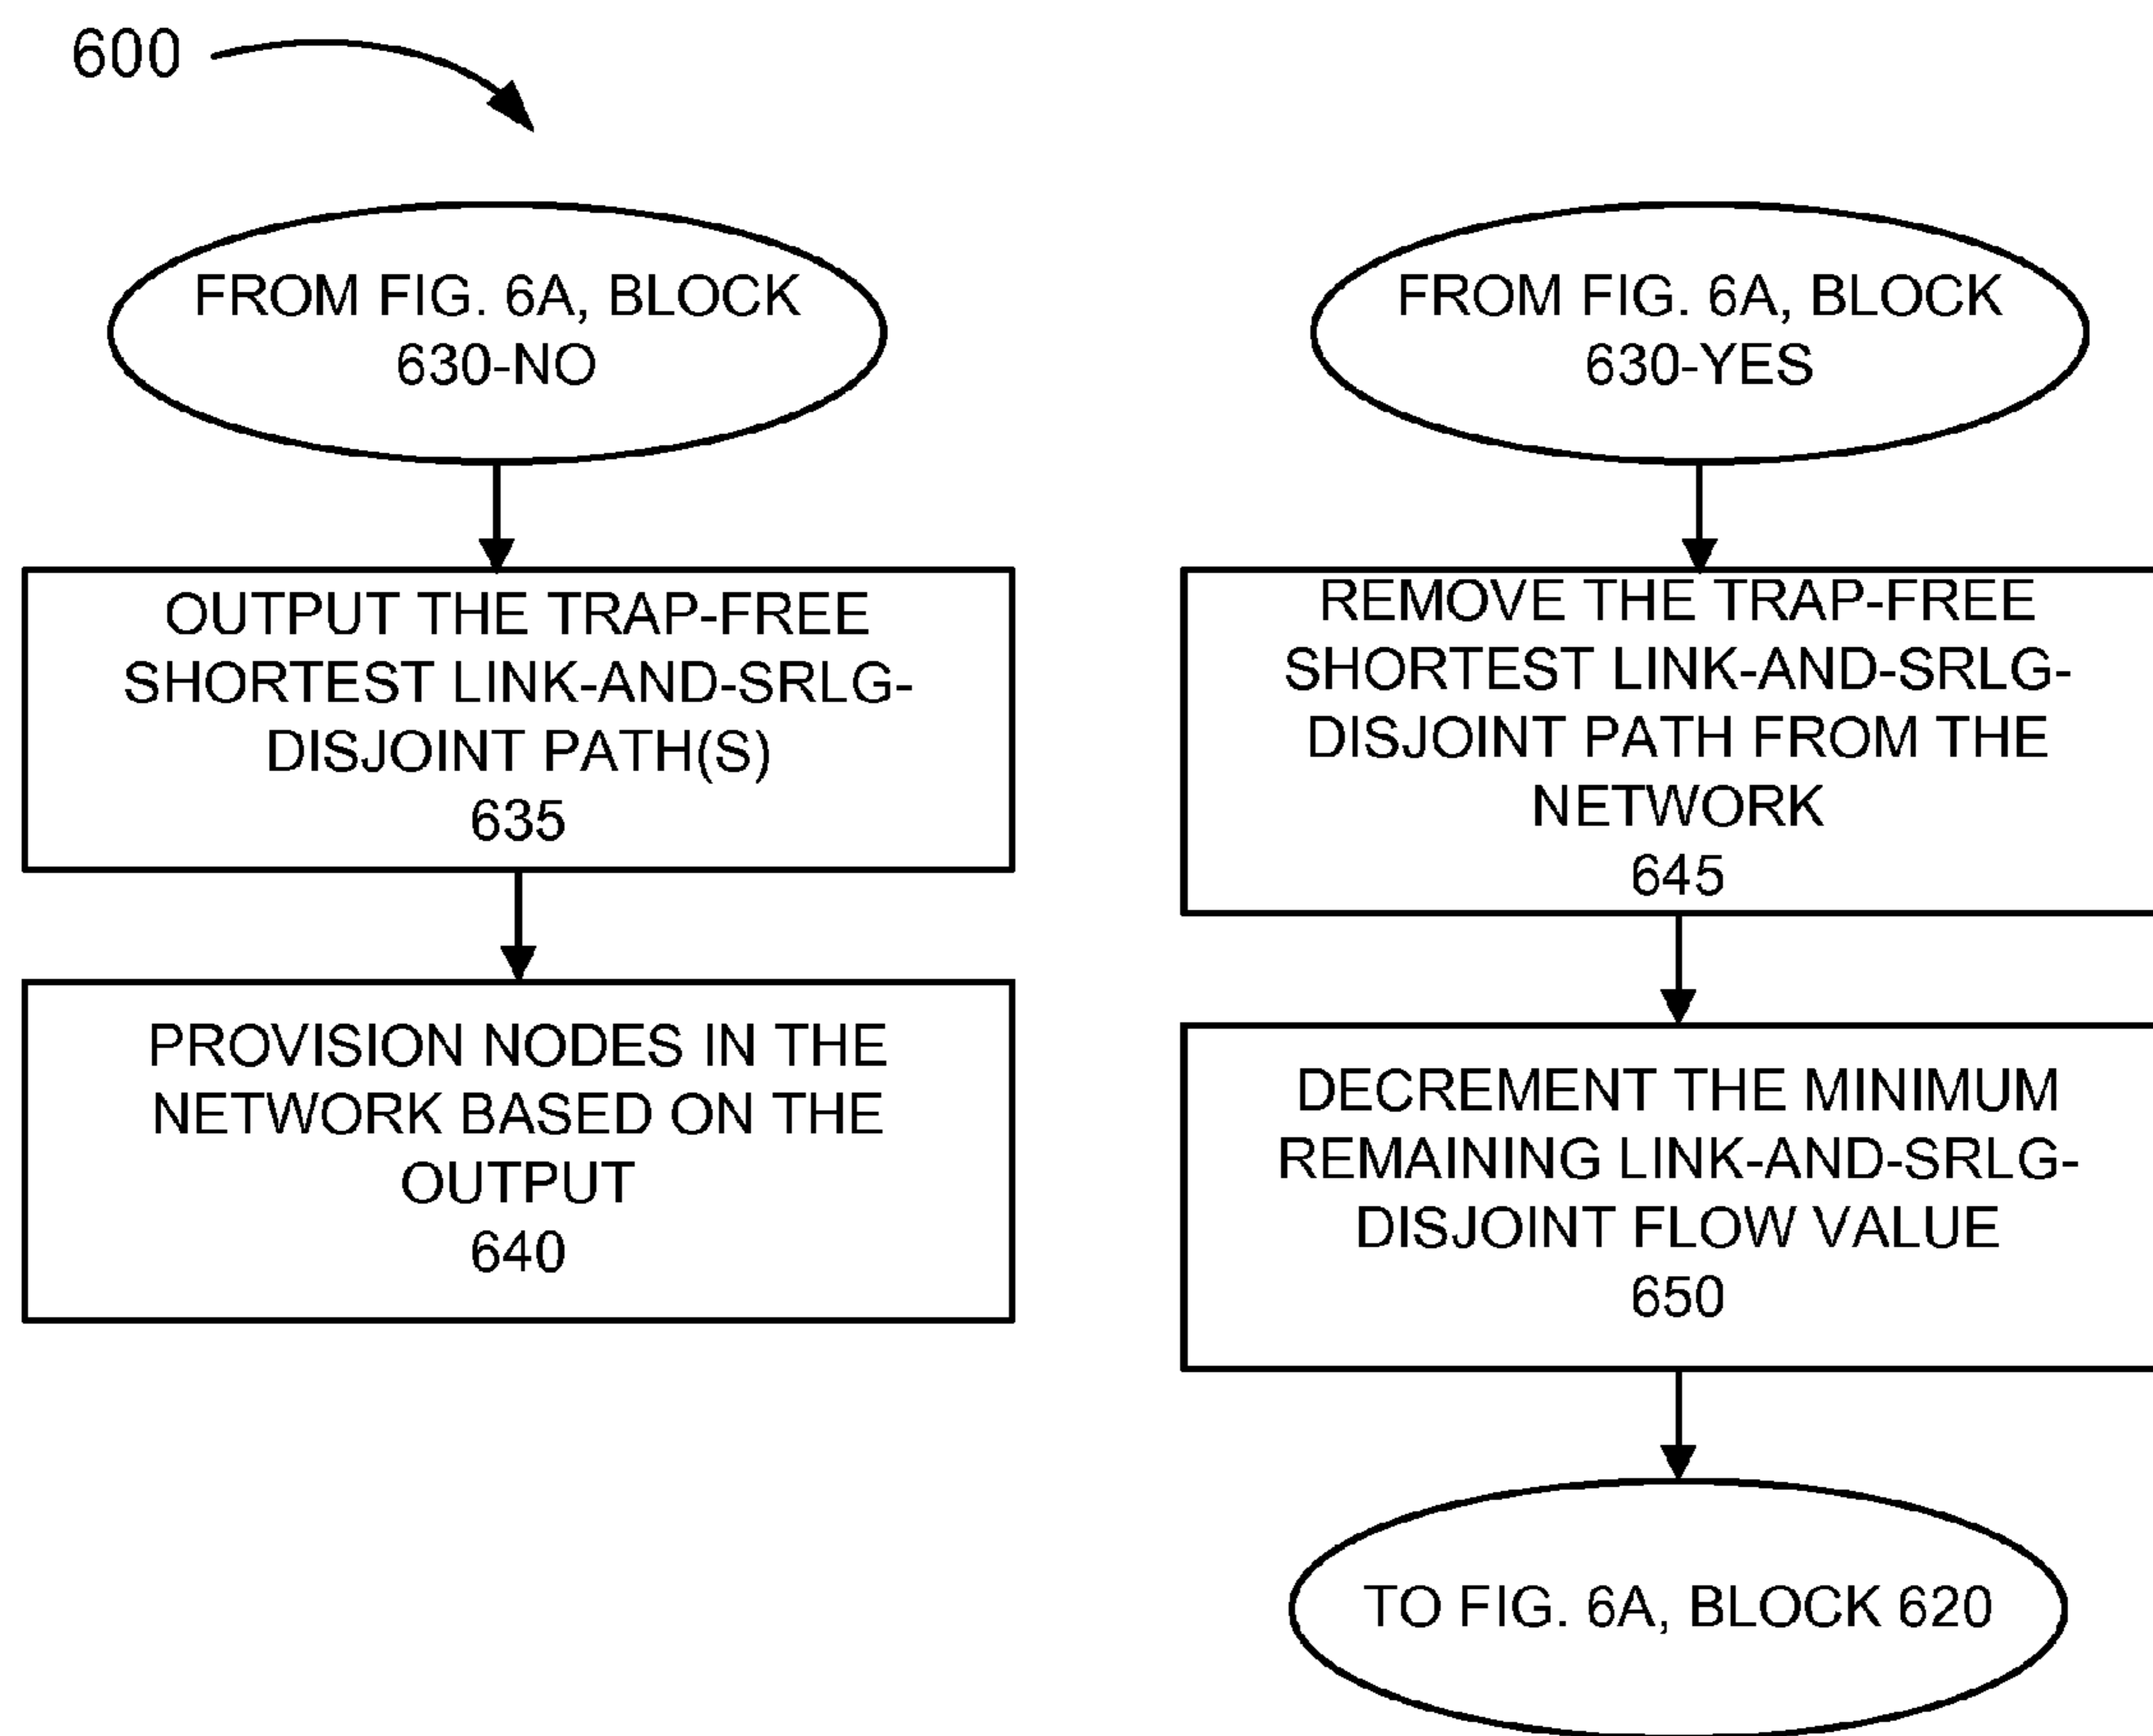 600
FROM FIG. 6A, BLOCK
630-NO
OUTPUT THE TRAP-FREE
SHORTEST LINK-AND-SRLG-
DISJOINT PATH(S)
635
PROVISION NODES IN THE
NETWORK BASED ON THE
OUTPUT
640
FROM FIG. 6A, BLOCK
630-YES
REMOVE THE TRAP-FREE
SHORTEST LINK-AND-SRLG-
DISJOINT PATH FROM THE
NETWORK
645
DECREMENT THE MINIMUM
REMAINING LINK-AND-SRLG-
DISJOINT FLOW VALUE
650
TO FIG. 6A, BLOCK 620